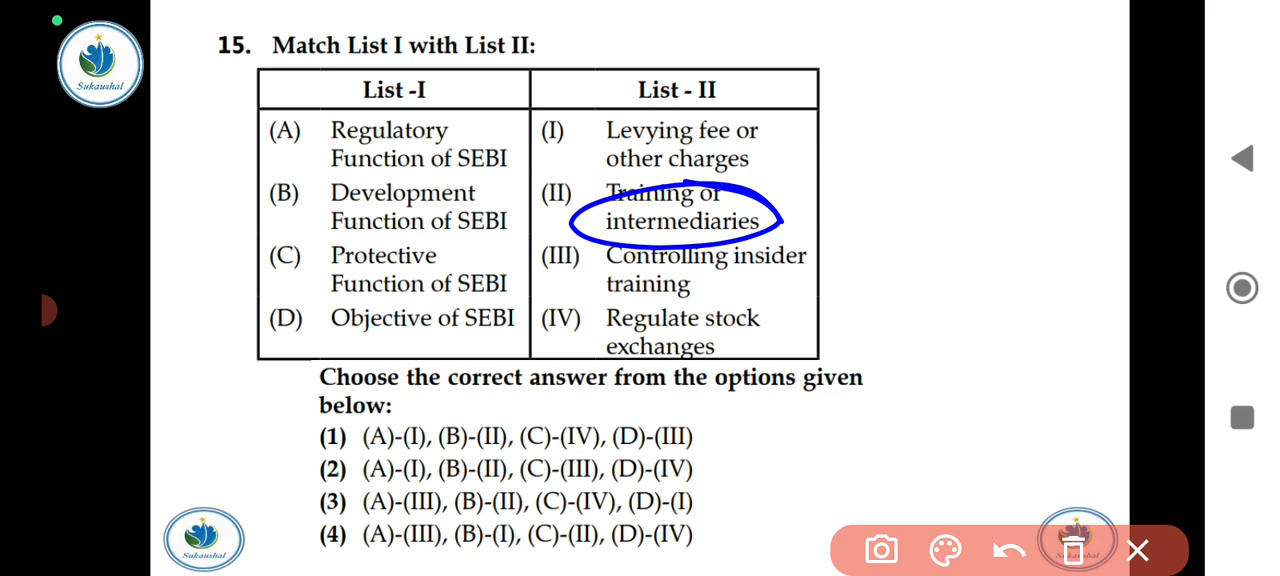 Sukaushal
15. Match List I with List II:
List -I List - II
(A) Regulatory (I) Levying fee or
Function of SEBI other charges
(B) Development (II) Training of
Function of SEBI intermediaries
(C) Protective (III) Controlling insider
Function of SEBI training
(D) Objective of SEBI (IV) Regulate stock
exchanges
Choose the correct answer from the options given
below:
(1) (A)-(I), (B)-(II), (C)-(IV), (D)-(III)
(2) (A)-(I), (B)-(II), (C)-(III), (D)-(IV)
(3) (A)-(III), (B)-(II), (C)-(IV), (D)-(I)
(4) (A)-(III), (B)-(I), (C)-(II), (D)-(IV)
Sukaushal
Sukaushal